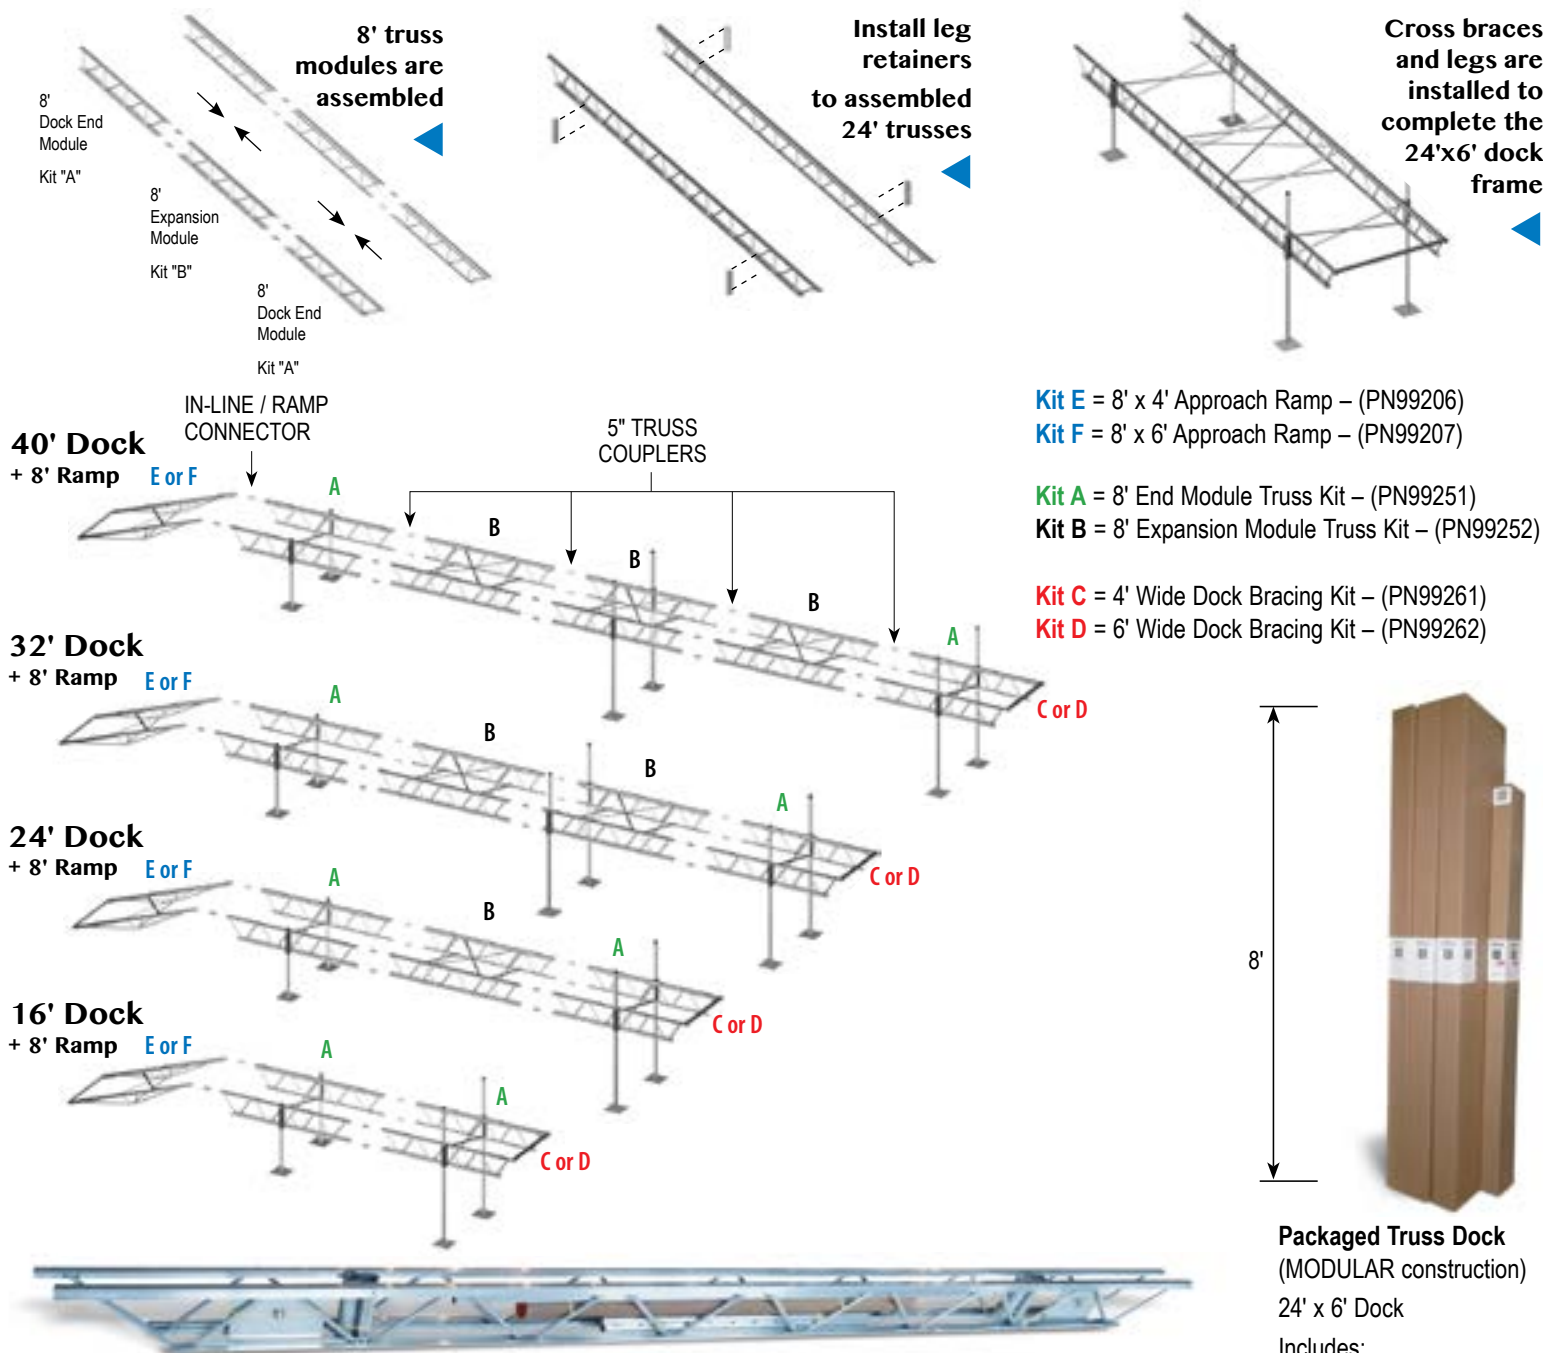 8' truss
modules are
assembled
8'
Dock End
Module
Kit "A"
8'
Expansion
Module
Kit "B"
8'
Dock End
Module
Kit "A"
Install leg
retainers
to assembled
24' trusses
Cross braces
and legs are
installed to
complete the
24'x6' dock
frame
IN-LINE / RAMP
CONNECTOR
5" TRUSS
COUPLERS
40' Dock
+ 8' Ramp
E or F
A
B
B
B
A
C or D
32' Dock
+ 8' Ramp
E or F
A
B
B
A
C or D
24' Dock
+ 8' Ramp
E or F
A
B
A
C or D
16' Dock
+ 8' Ramp
E or F
A
A
C or D
Kit E = 8' x 4' Approach Ramp – (PN99206)
Kit F = 8' x 6' Approach Ramp – (PN99207)
Kit A = 8' End Module Truss Kit – (PN99251)
Kit B = 8' Expansion Module Truss Kit – (PN99252)
Kit C = 4' Wide Dock Bracing Kit – (PN99261)
Kit D = 6' Wide Dock Bracing Kit – (PN99262)
8'
Packaged Truss Dock
(MODULAR construction)
24' x 6' Dock
Includes: